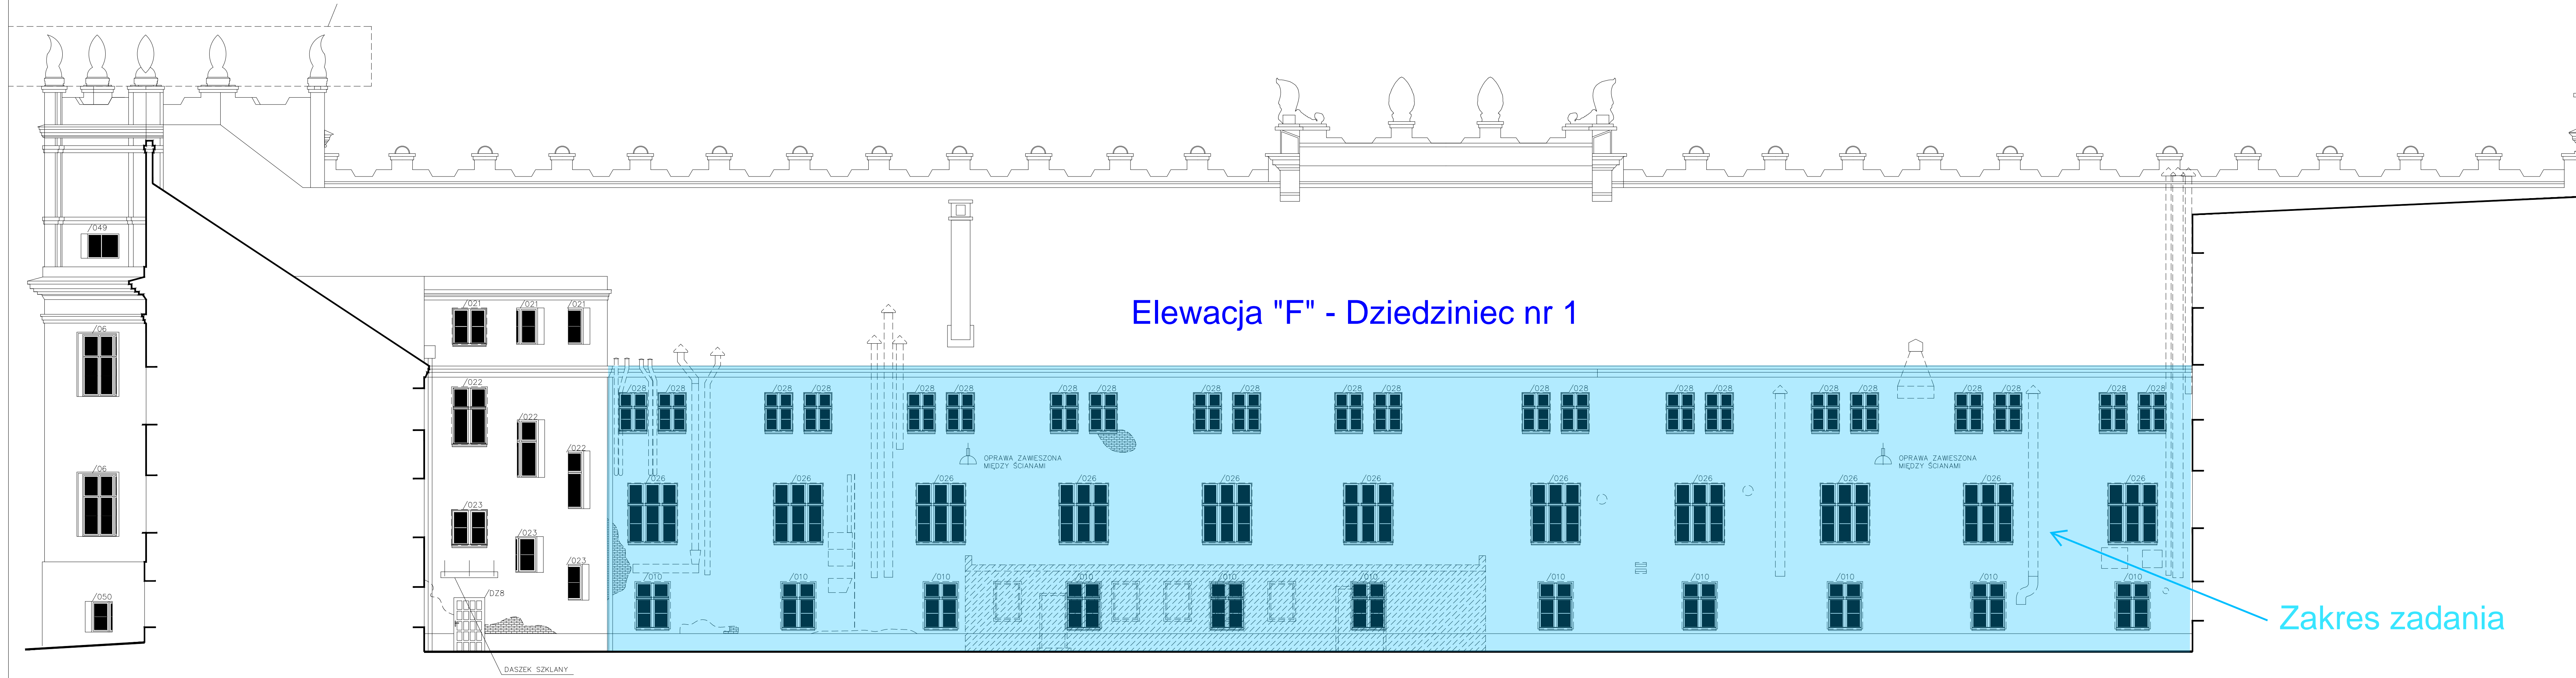 /049
/021 /021 /021
Elewacja "F" - Dziedziniec nr 1
/06
/022
/028 /028 /028 /028 /028 /028 /028 /028 /028 /028 /028 /028 /028 /028 /028 /028 /028 /028 /028 /028 /028 /028
/022
/022
OPRAWA ZAWIESZONA
MIĘDZY ŚCIANAMI
OPRAWA ZAWIESZONA
MIĘDZY ŚCIANAMI
/06
/026 /026 /026 /026 /026 /026 /026 /026 /026 /026 /026
/023
/023
/023
/010 /010 /010 /010 /010 /010 /010 /010 /010 /010 /010
/050
/DZ8
Zakres zadania
DASZEK SZKLANY